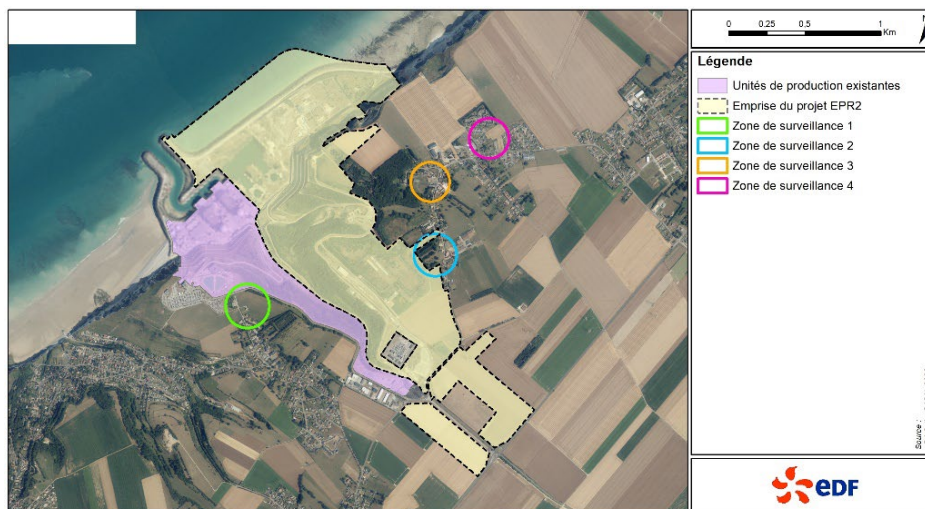 0 0.25 0.5 1
Km
Légende
Unités de production existantes
Emprise du projet EPR2
Zone de surveillance 1
Zone de surveillance 2
Zone de surveillance 3
Zone de surveillance 4
Source :
EDF